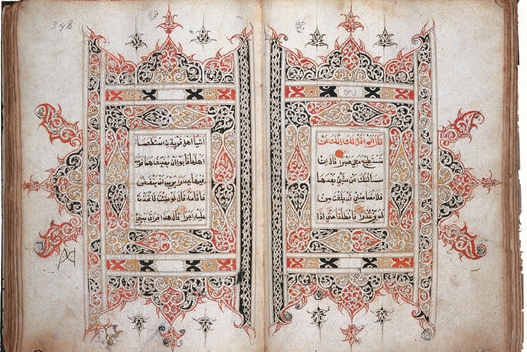 348
قال الم اقل لك انك لن
تستطيع معي صبرا قال ان
سالتك عن شيء بعدها
فلا تصاحبني قد بلغت من
لدني عذرا فانطلقا حتى اذا
اتيا اهل قرية استطعما
اهلها فابوا ان يضيفوهما
فيها جدارا يريد ان ينقض
فاقامه قال لو شئت لتخذت
عليه اجرا قال هذا فراق بيني